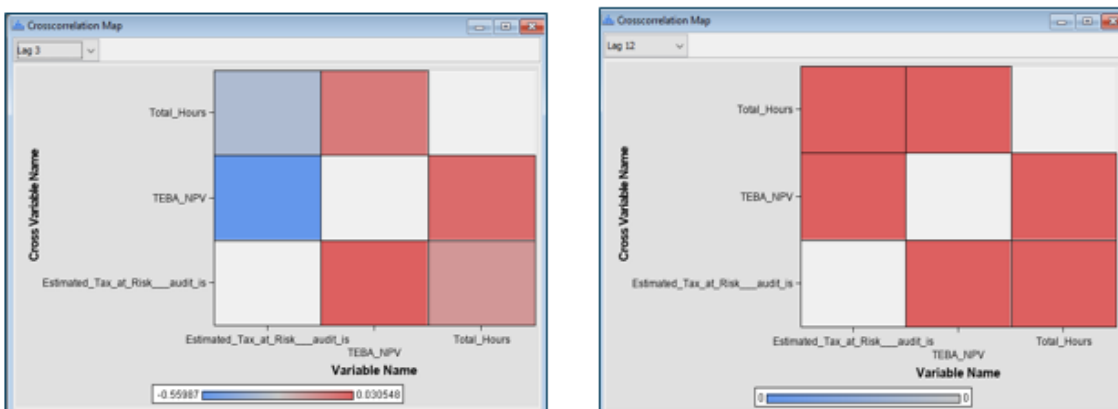 Crosscorrelation Map
Lag 3
Total_Hours
TEBA_NPV
Estimated_Tax_at_Risk___audit_is
Cross Variable Name
Estimated_Tax_at_Risk___audit_is
TEBA_NPV
Total_Hours
Variable Name
-0.55987 0.030548
Crosscorrelation Map
Lag 12
Total_Hours
TEBA_NPV
Estimated_Tax_at_Risk___audit_is
Cross Variable Name
Estimated_Tax_at_Risk___audit_is
TEBA_NPV
Total_Hours
Variable Name
0 0